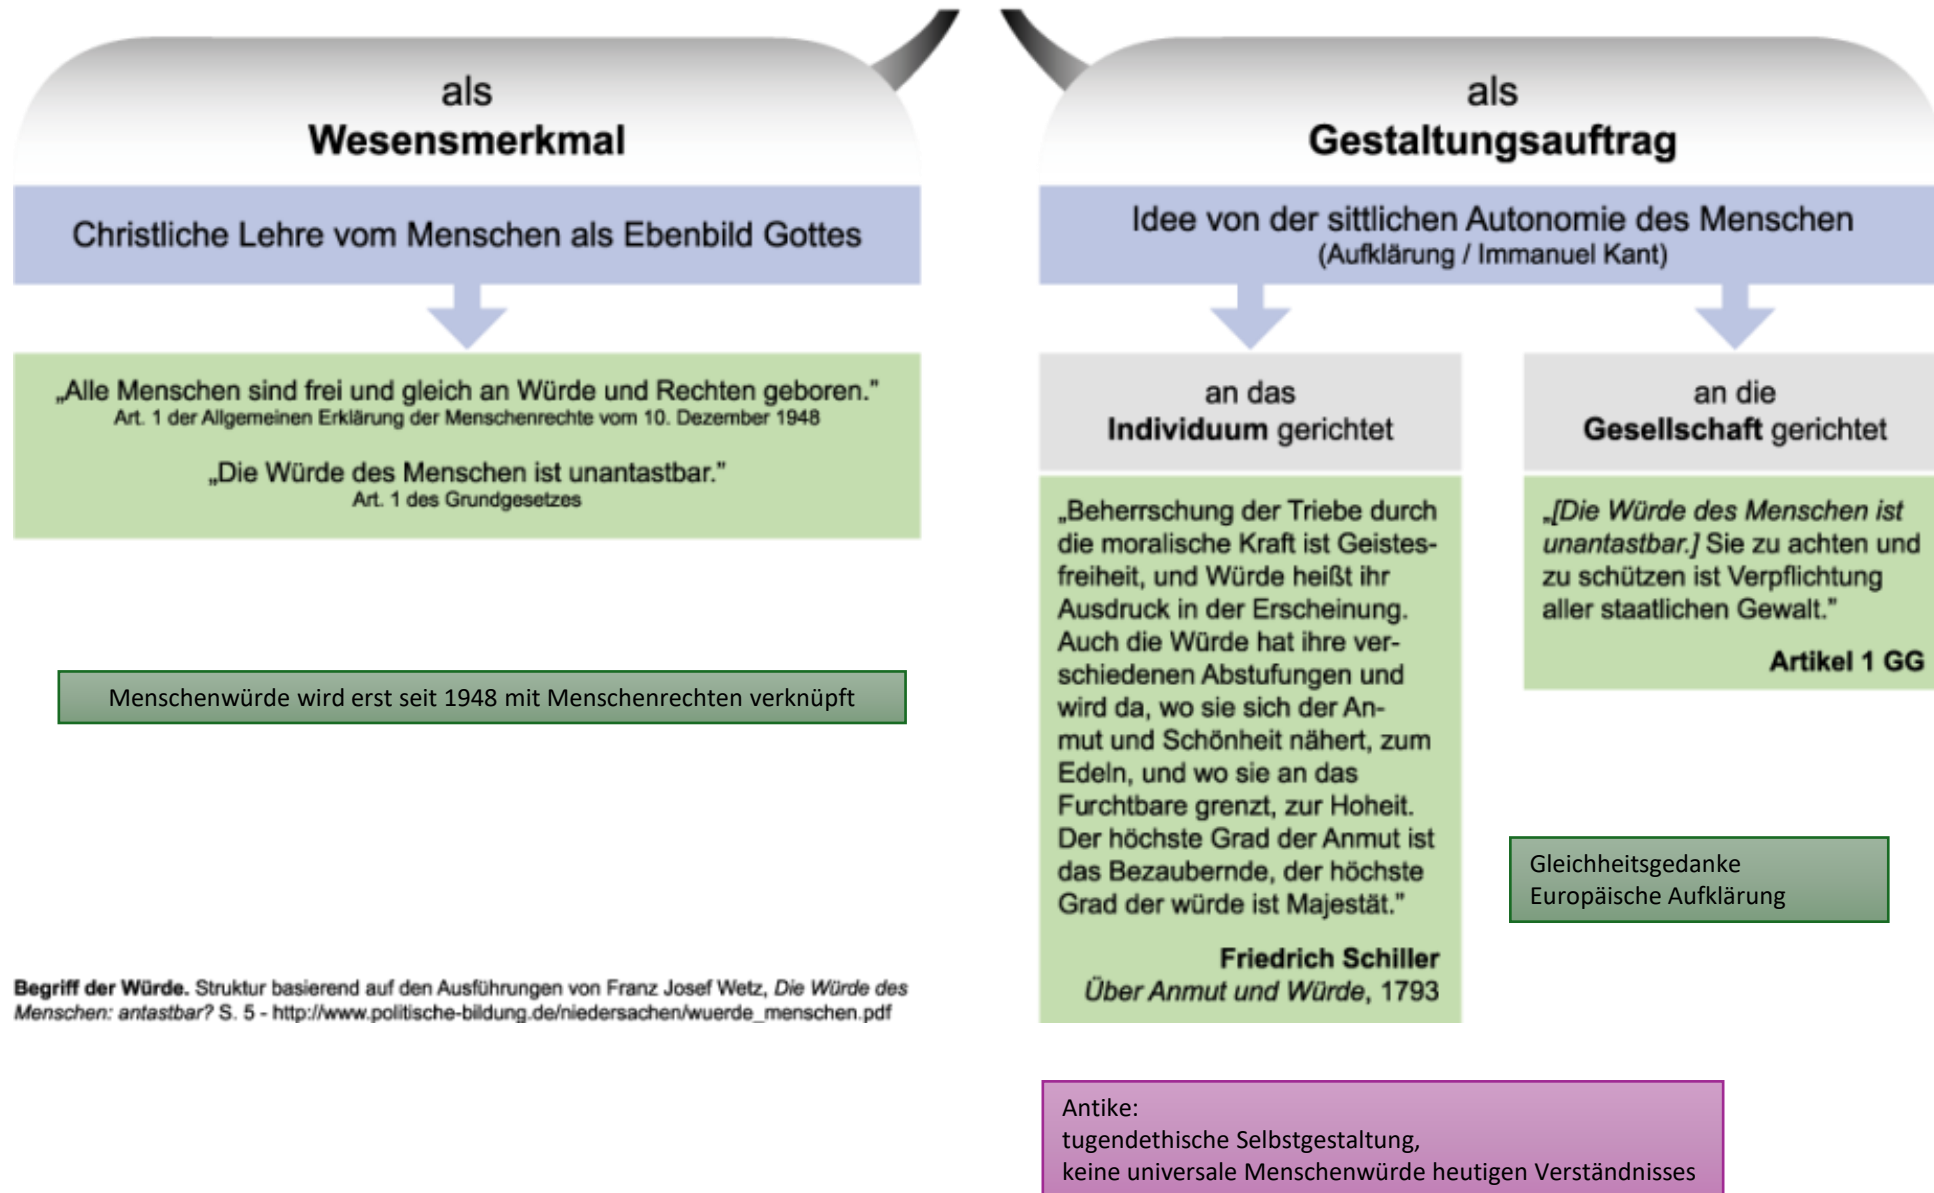 als
Wesensmerkmal
Christliche Lehre vom Menschen als Ebenbild Gottes
„Alle Menschen sind frei und gleich an Würde und Rechten geboren.”
Art. 1 der Allgemeinen Erklärung der Menschenrechte vom 10. Dezember 1948
„Die Würde des Menschen ist unantastbar.”
Art. 1 des Grundgesetzes
Menschenwürde wird erst seit 1948 mit Menschenrechten verknüpft
Begriff der Würde. Struktur basierend auf den Ausführungen von Franz Josef Wetz, Die Würde des
Menschen: antastbar? S. 5 - http://www.politische-bildung.de/niedersachen/wuerde_menschen.pdf
als
Gestaltungsauftrag
Idee von der sittlichen Autonomie des Menschen
(Aufklärung / Immanuel Kant)
an das
Individuum gerichtet
„Beherrschung der Triebe durch
die moralische Kraft ist Geistes-
freiheit, und Würde heißt ihr
Ausdruck in der Erscheinung.
Auch die Würde hat ihre ver-
schiedenen Abstufungen und
wird da, wo sie sich der An-
mut und Schönheit nähert, zum
Edeln, und wo sie an das
Furchtbare grenzt, zur Hoheit.
Der höchste Grad der Anmut ist
das Bezaubernde, der höchste
Grad der würde ist Majestät.”
Friedrich Schiller
Über Anmut und Würde, 1793
an die
Gesellschaft gerichtet
„[Die Würde des Menschen ist
unantastbar.] Sie zu achten und
zu schützen ist Verpflichtung
aller staatlichen Gewalt.”
Artikel 1 GG
Gleichheitsgedanke
Europäische Aufklärung
Antike:
tugendethische Selbstgestaltung,
keine universale Menschenwürde heutigen Verständnisses